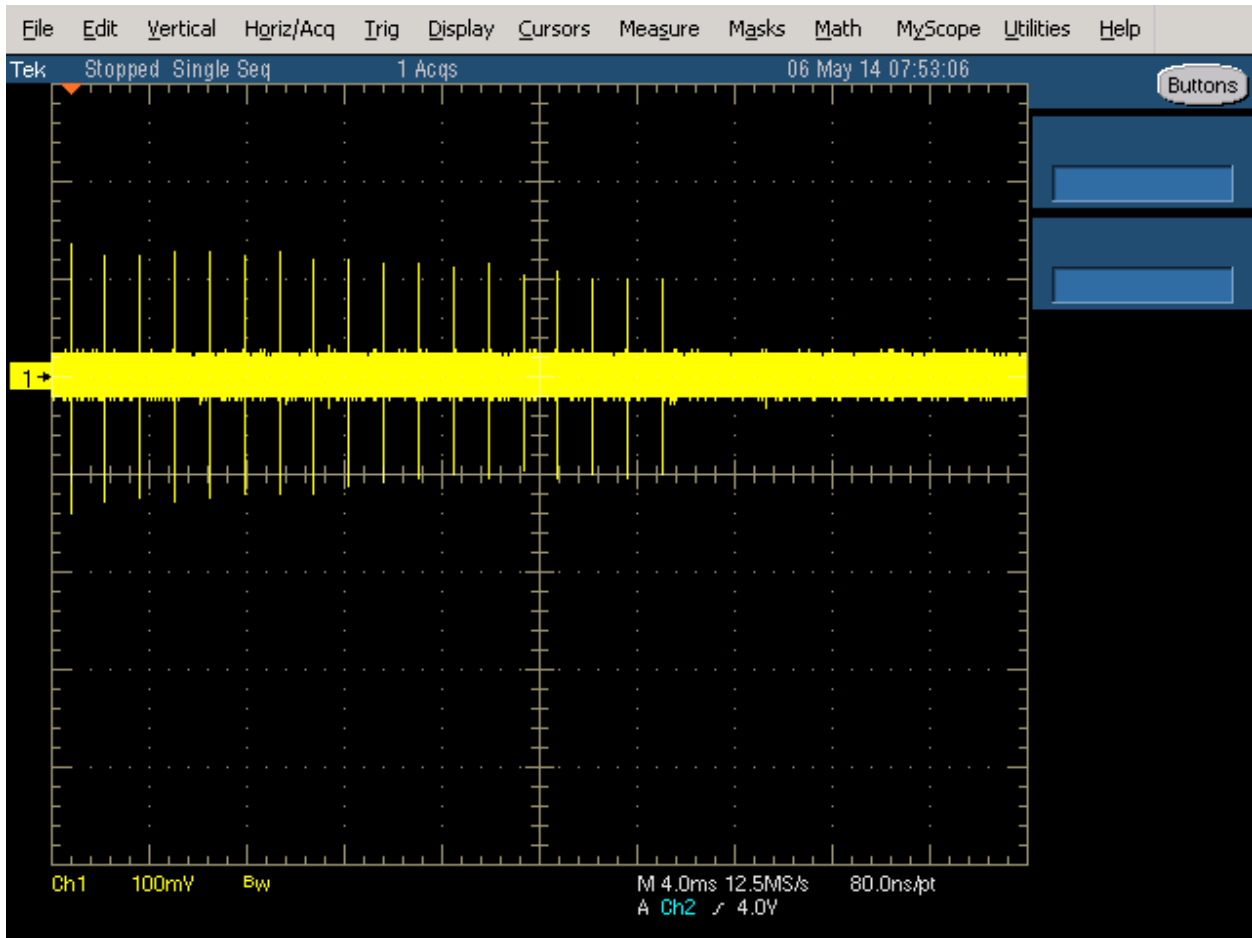 File Edit Vertical Horiz/Acq Trig Display Cursors Measure Masks Math MyScope Utilities Help
Tek Stopped Single Seq 1 Acqs 06 May 14 07:53:06 Buttons
1
Ch1 100mV Bw M 4.0ms 12.5MS/s 80.0ns/pt
A Ch2 4.0V